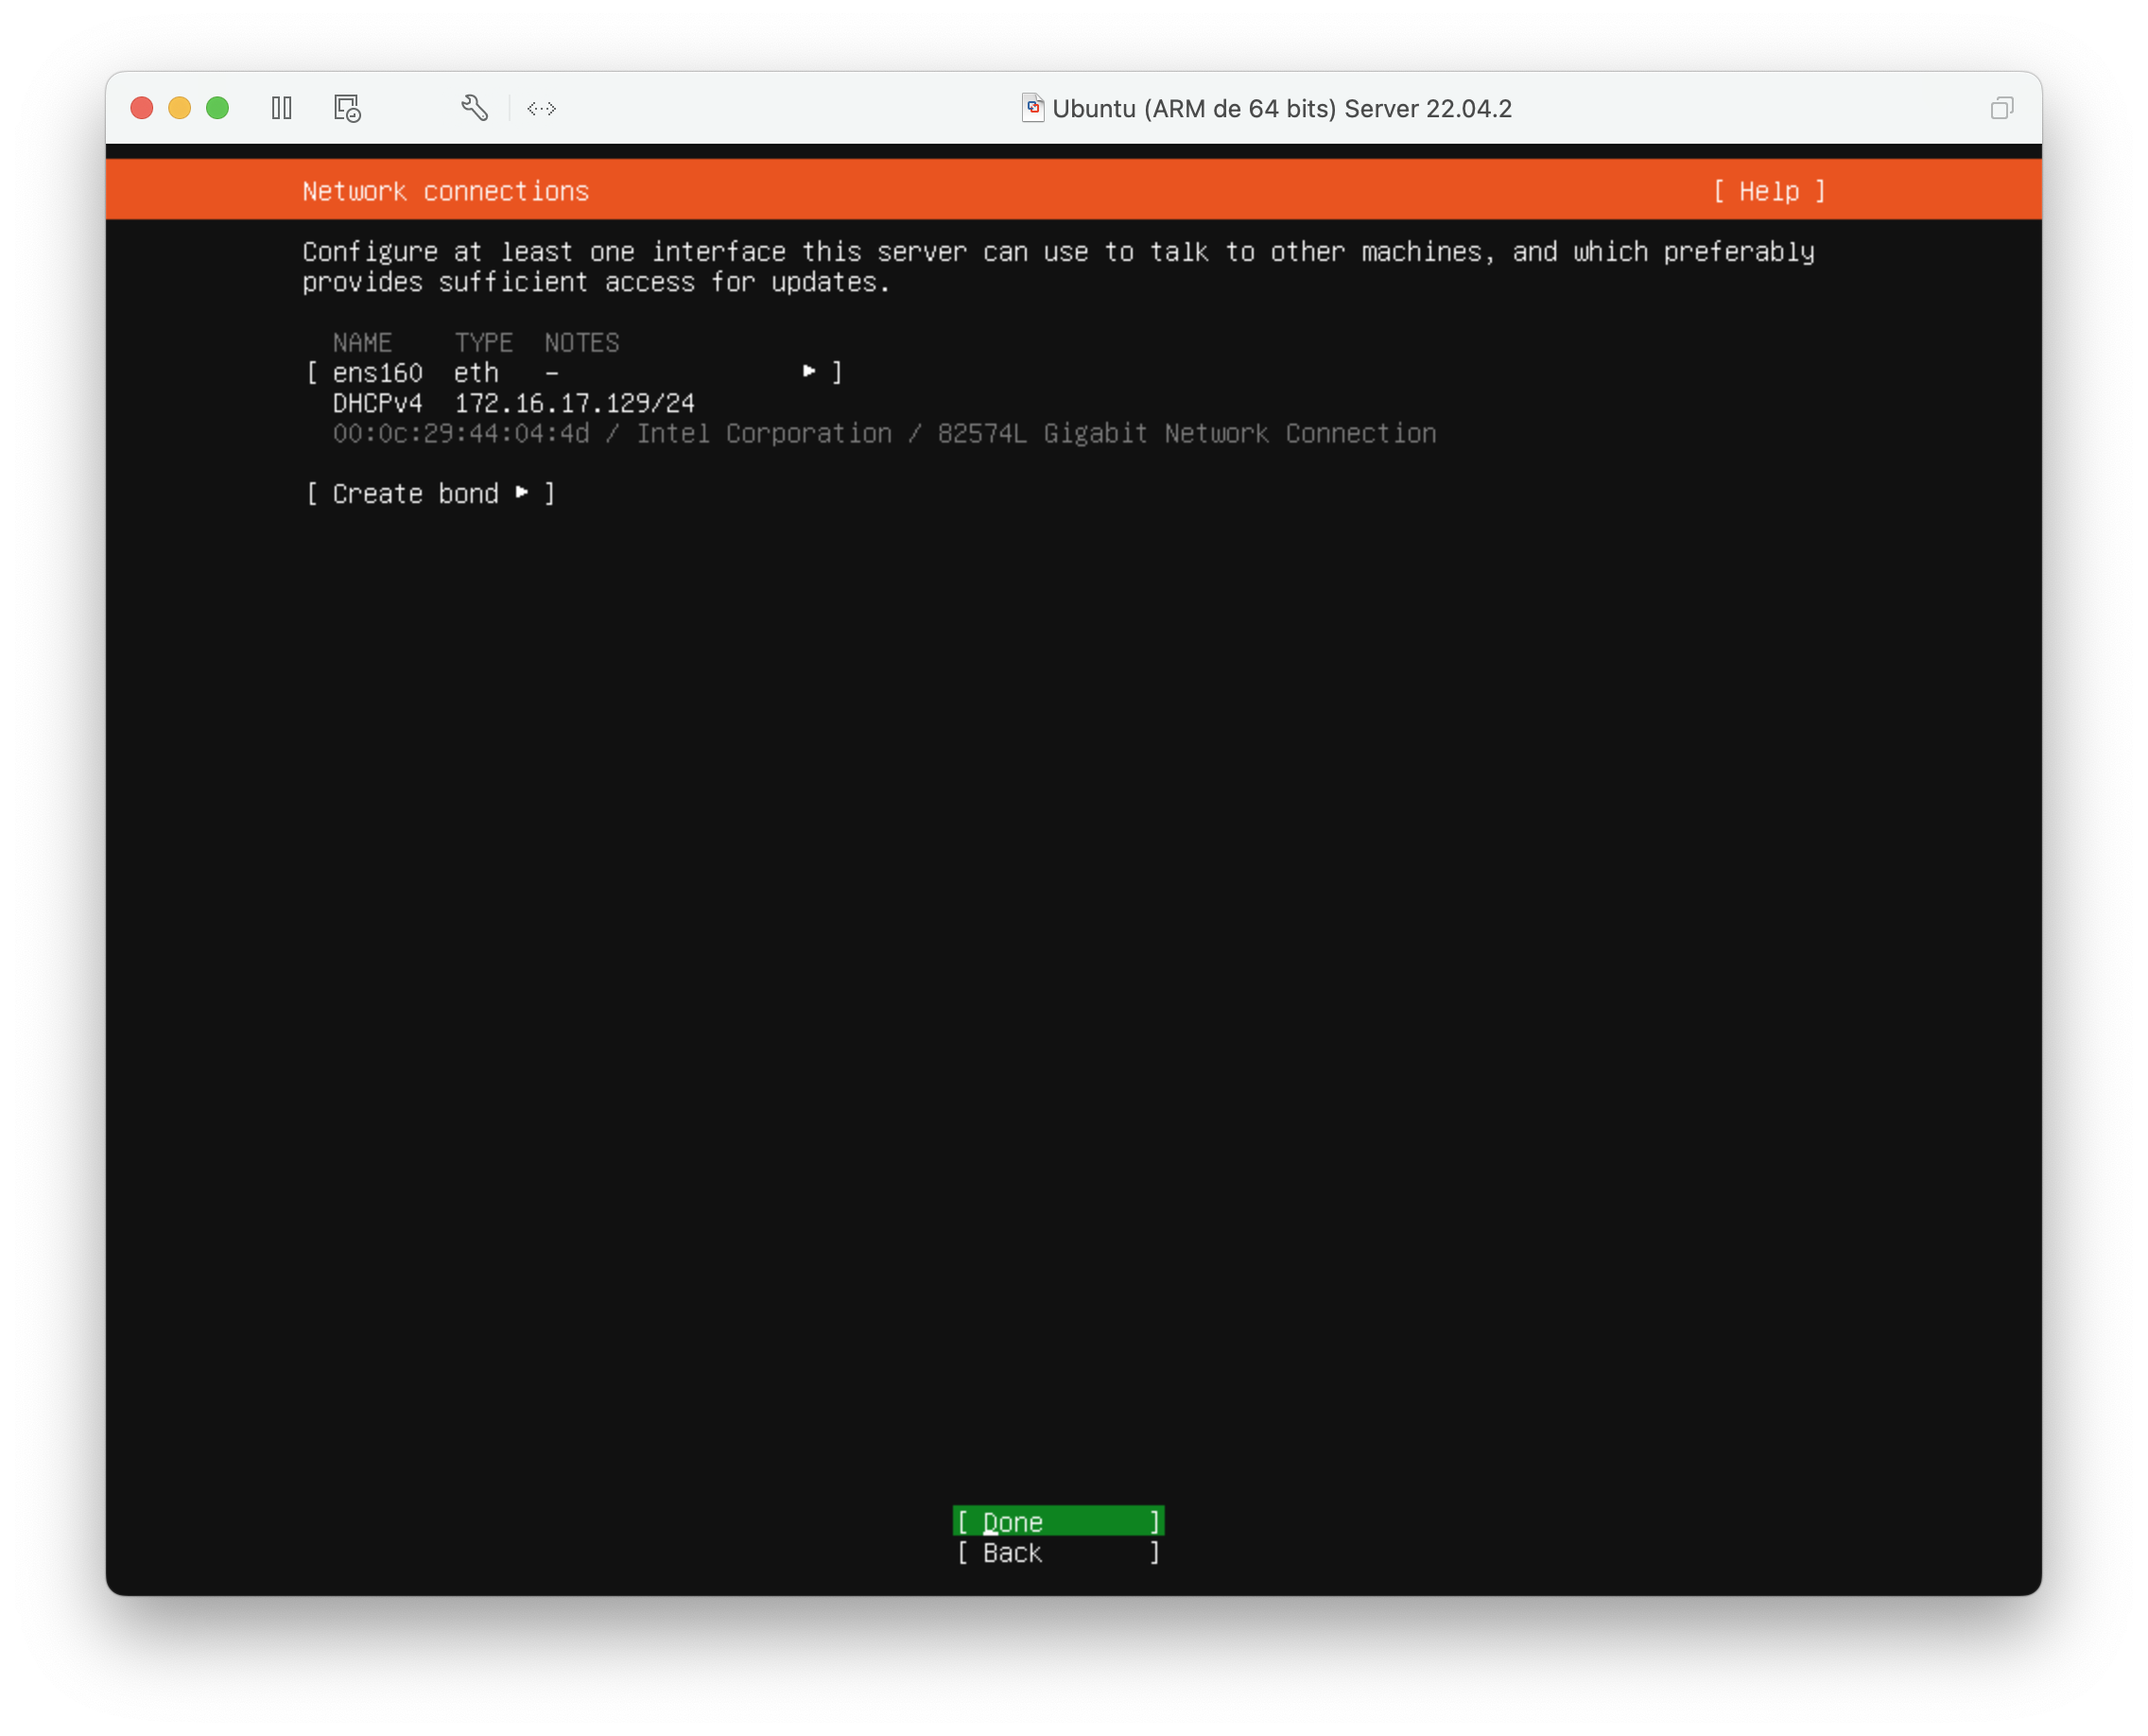 Ubuntu (ARM de 64 bits) Server 22.04.2
Network connections [ Help ]
Configure at least one interface this server can use to talk to other machines, and which preferably
provides sufficient access for updates.
NAME TYPE NOTES
[ ens160 eth – ▸ ]
DHCPv4 172.16.17.129/24
00:0c:29:44:04:4d / Intel Corporation / 82574L Gigabit Network Connection
[ Create bond ▸ ]
[ Done ]
[ Back ]